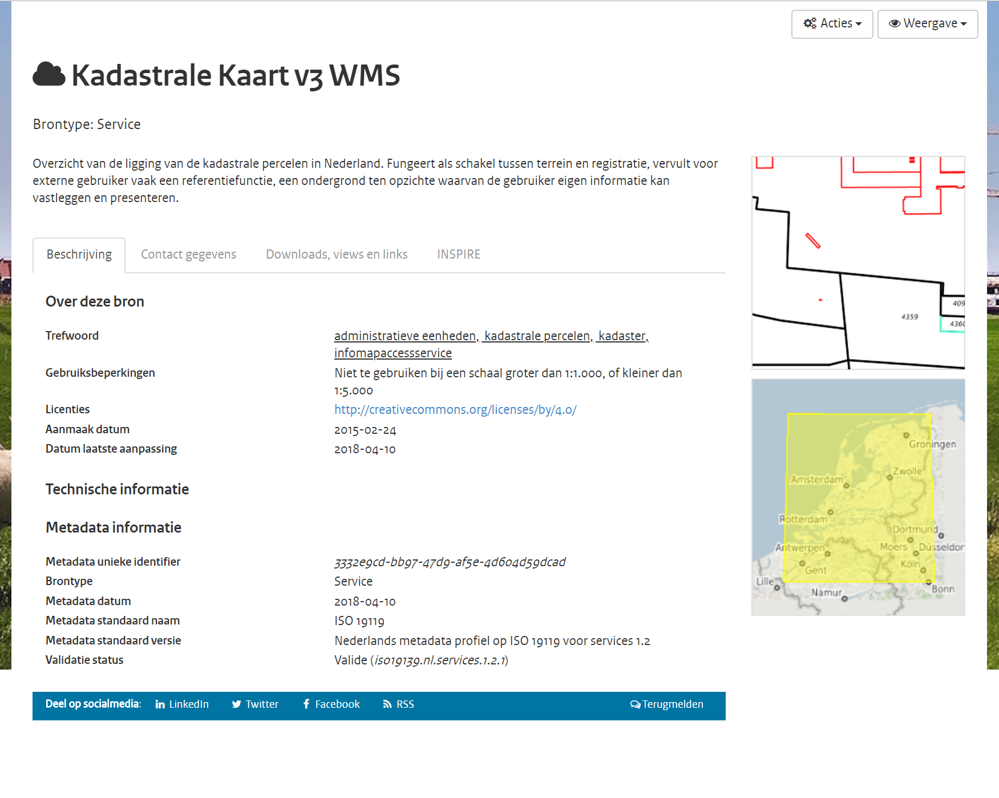 Acties
Weergave
Kadastrale Kaart v3 WMS
Brontype: Service
Overzicht van de ligging van de kadastrale percelen in Nederland. Fungeert als schakel tussen terrein en registratie, vervult voor
externe gebruiker vaak een referentiefunctie, een ondergrond ten opzichte waarvan de gebruiker eigen informatie kan
vastleggen en presenteren.
Beschrijving Contact gegevens Downloads, views en links INSPIRE
Over deze bron
Trefwoord administratieve eenheden, kadastrale percelen, kadaster,
infomapaccessservice
Gebruiksbeperkingen Niet te gebruiken bij een schaal groter dan 1:1.000, of kleiner dan
1:5.000
Licenties http://creativecommons.org/licenses/by/4.0/
Aanmaak datum 2015-02-24
Datum laatste aanpassing 2018-04-10
Technische informatie
Metadata informatie
Metadata unieke identifier 3332e9cd-bb97-47d9-af5e-4d604d59dcad
Brontype Service
Metadata datum 2018-04-10
Metadata standaard naam ISO 19119
Metadata standaard versie Nederlands metadata profiel op ISO 19119 voor services 1.2
Validatie status Valide (iso19139.nl.services.1.2.1)
Deel op socialmedia: LinkedIn Twitter Facebook RSS Terugmelden
409
4359
4360
Groningen
Zwolle
Amsterdam
Rotterdam
Dortmund
Antwerpen
Moers Düsseldor
Köln
Gent
Lille
Bonn
Namur